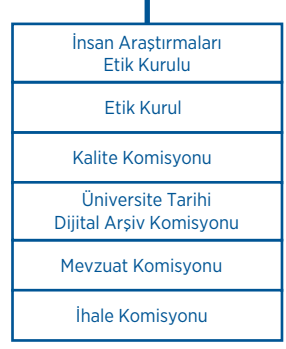 İnsan Araştırmaları
Etik Kurulu
Etik Kurul
Kalite Komisyonu
Üniversite Tarihi
Dijital Arşiv Komisyonu
Mevzuat Komisyonu
İhale Komisyonu